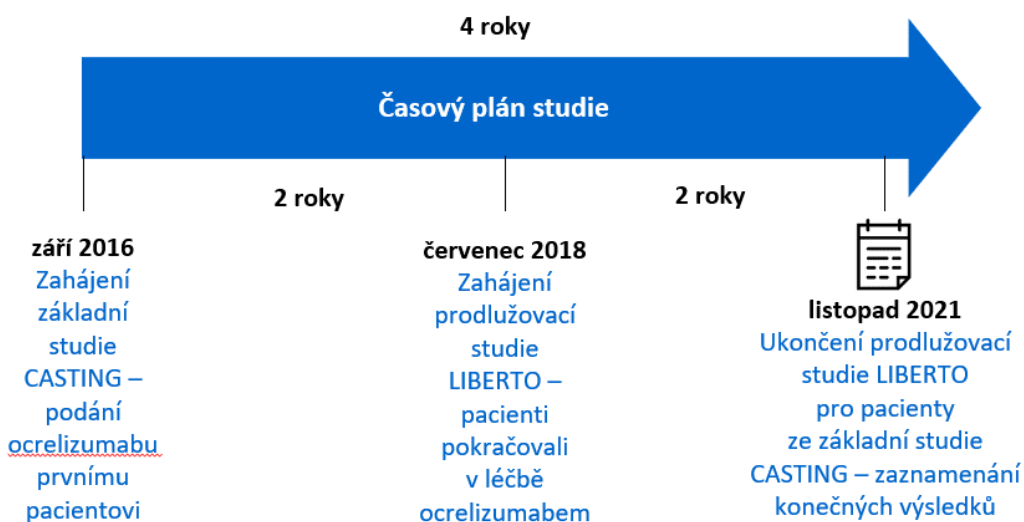 4 roky
Časový plán studie
2 roky
2 roky
září 2016
Zahájení
základní
studie
CASTING –
podání
ocrelizumabu
prvnímu
pacientovi
červenec 2018
Zahájení
prodlužovací
studie
LIBERTO –
pacienti
pokračovali
v léčbě
ocrelizumabem
listopad 2021
Ukončení prodlužovací
studie LIBERTO
pro pacienty
ze základní studie
CASTING – zaznamenání
konečných výsledků